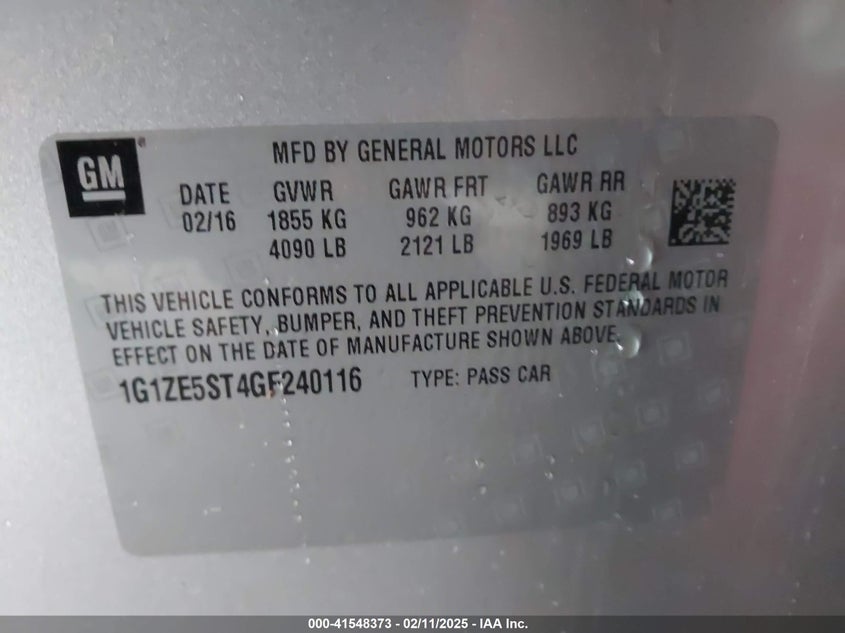 GM
MFD BY GENERAL MOTORS LLC
DATE GVWR GAWR FRT GAWR RR
02/16 1855 KG 962 KG 893 KG
4090 LB 2121 LB 1969 LB
THIS VEHICLE CONFORMS TO ALL APPLICABLE U.S. FEDERAL MOTOR
VEHICLE SAFETY, BUMPER, AND THEFT PREVENTION STANDARDS IN
EFFECT ON THE DATE OF MANUFACTURE SHOWN ABOVE.
1G1ZE5ST4GF240116 TYPE: PASS CAR
000-41548373 - 02/11/2025 - IAA Inc.